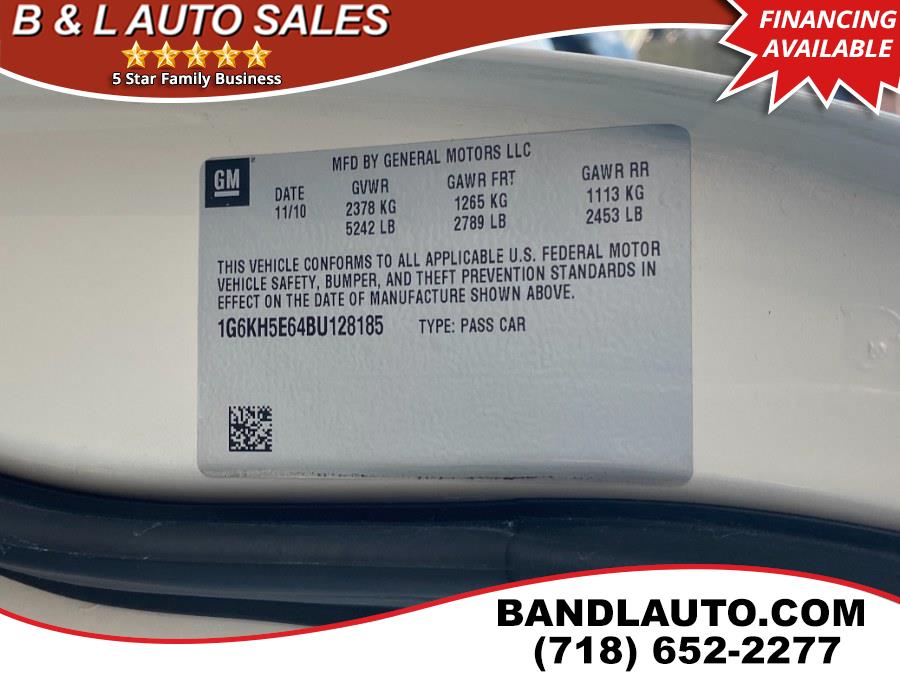 B & L AUTO SALES
5 Star Family Business
FINANCING
AVAILABLE
GM
MFD BY GENERAL MOTORS LLC
DATE GVWR GAWR FRT GAWR RR
11/10 2378 KG 1265 KG 1113 KG
5242 LB 2789 LB 2453 LB
THIS VEHICLE CONFORMS TO ALL APPLICABLE U.S. FEDERAL MOTOR
VEHICLE SAFETY, BUMPER, AND THEFT PREVENTION STANDARDS IN
EFFECT ON THE DATE OF MANUFACTURE SHOWN ABOVE.
1G6KH5E64BU128185 TYPE: PASS CAR
BANDLAUTO.COM
(718) 652-2277